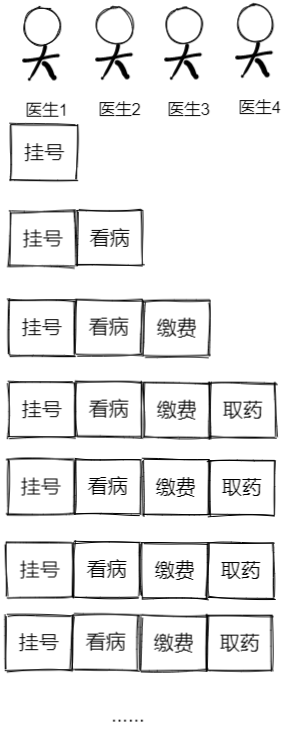 医生1 医生2 医生3 医生4
挂号
挂号 看病
挂号 看病 缴费
挂号 看病 缴费 取药
挂号 看病 缴费 取药
挂号 看病 缴费 取药
挂号 看病 缴费 取药
......